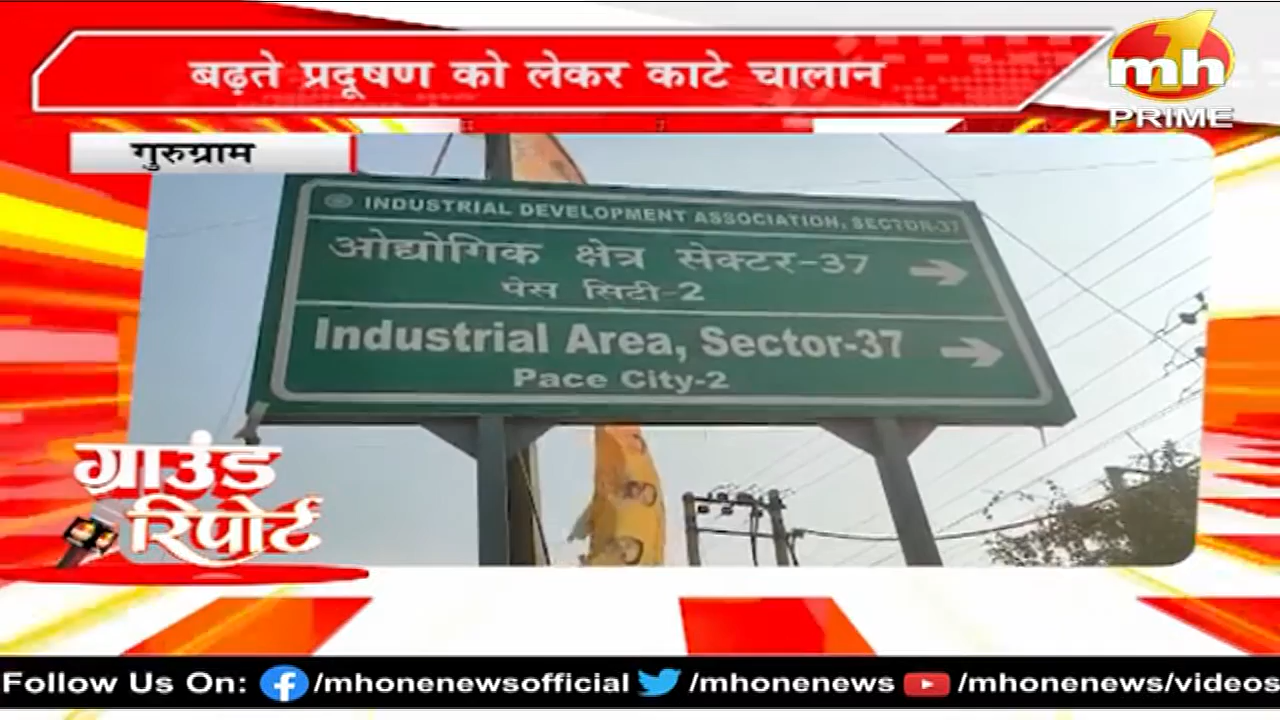 बढ़ते प्रदूषण को लेकर काटे चालान
mh
PRIME
गुरुग्राम
INDUSTRIAL DEVELOPMENT ASSOCIATION, SECTOR-37
ओद्योगिक क्षेत्र सेक्टर-37
पेस सिटी-2
Industrial Area, Sector-37
Pace City-2
ग्राउंड
रिपोर्ट
Follow Us On: /mhonenewsofficial /mhonenews /mhonenews/videos